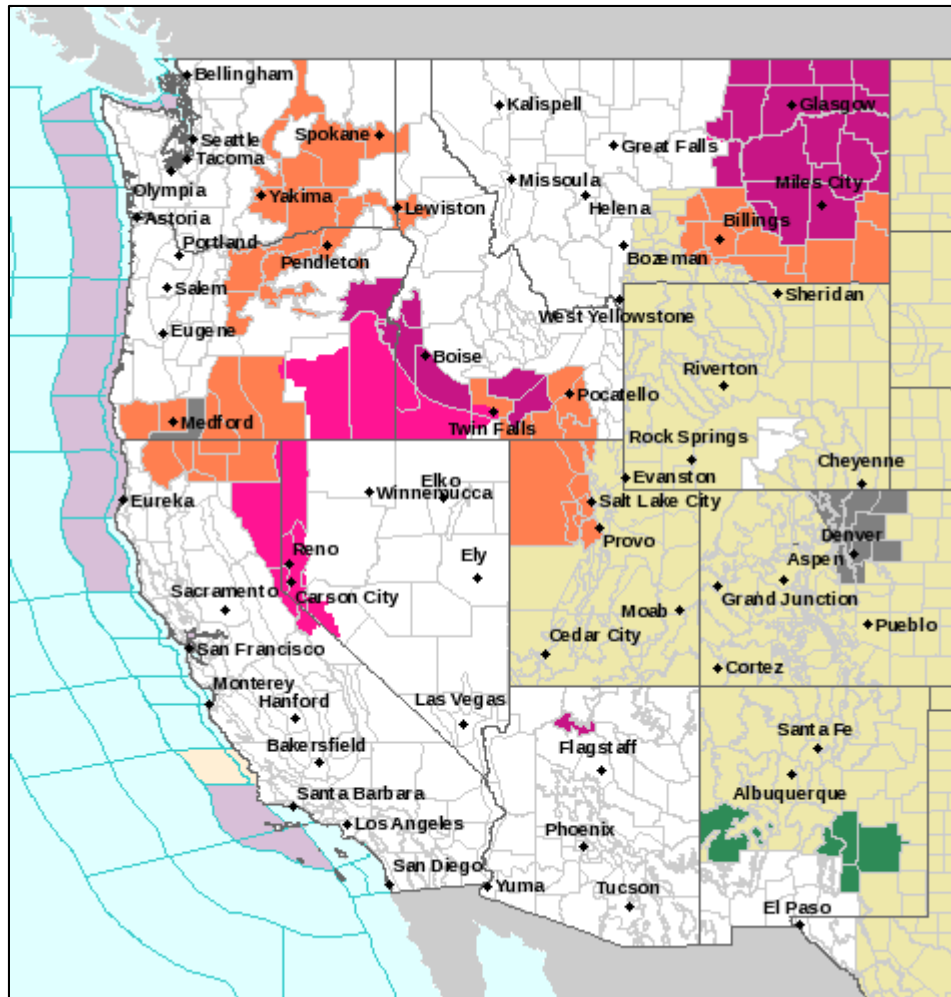 Bellingham
Kalispell
Glasgow
Seattle
Spokane
Great Falls
Tacoma
Olympia
Missoula
Miles City
Yakima
Lewiston
Helena
Astoria
Billings
Portland
Pendleton
Bozeman
Salem
Sheridan
West Yellowstone
Eugene
Boise
Riverton
Pocatello
Medford
Twin Falls
Rock Springs
Cheyenne
Elko
Evanston
Eureka
Winnemucca
Salt Lake City
Provo
Denver
Reno
Ely
Aspen
Sacramento
Carson City
Grand Junction
Moab
Pueblo
Cedar City
San Francisco
Cortez
Monterey
Hanford
Las Vegas
Santa Fe
Bakersfield
Flagstaff
Albuquerque
Santa Barbara
Los Angeles
Phoenix
San Diego
Yuma
Tucson
El Paso